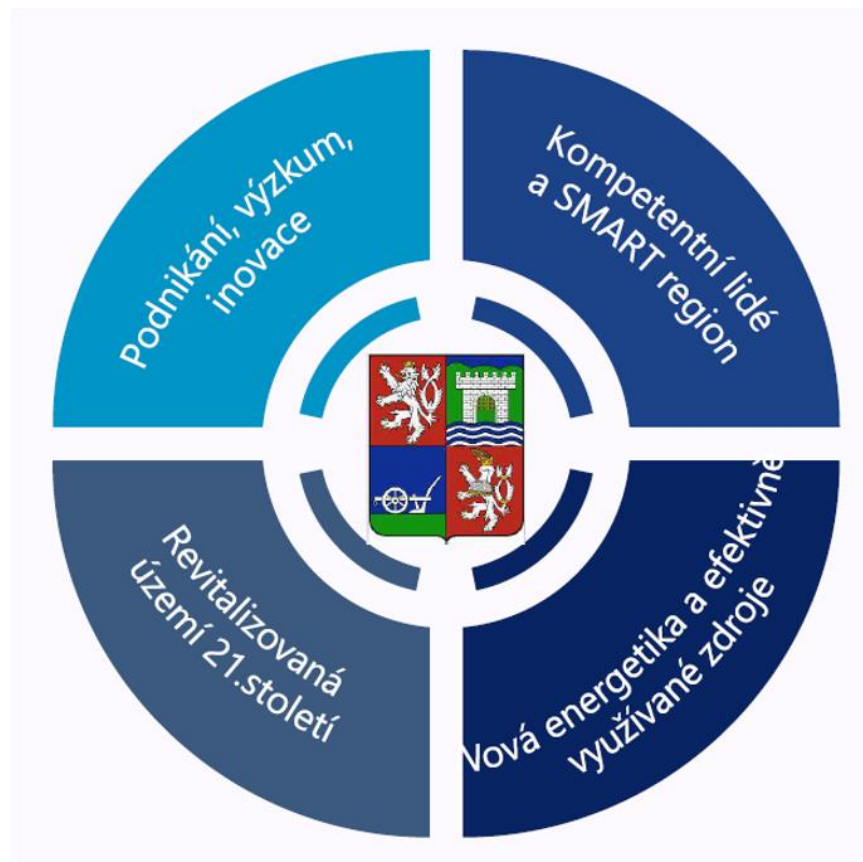 Podnikání, výzkum,
inovace
Kompetentní lidé
a SMART region
Revitalizovaná
území 21.století
Nová energetika a efektivně
využívané zdroje